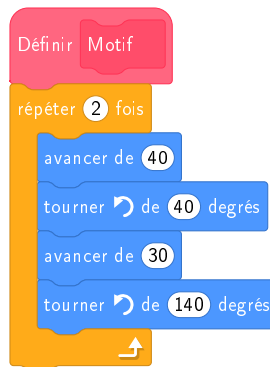 Définir Motif
répéter 2 fois
avancer de 40
tourner de 40 degrés
avancer de 30
tourner de 140 degrés